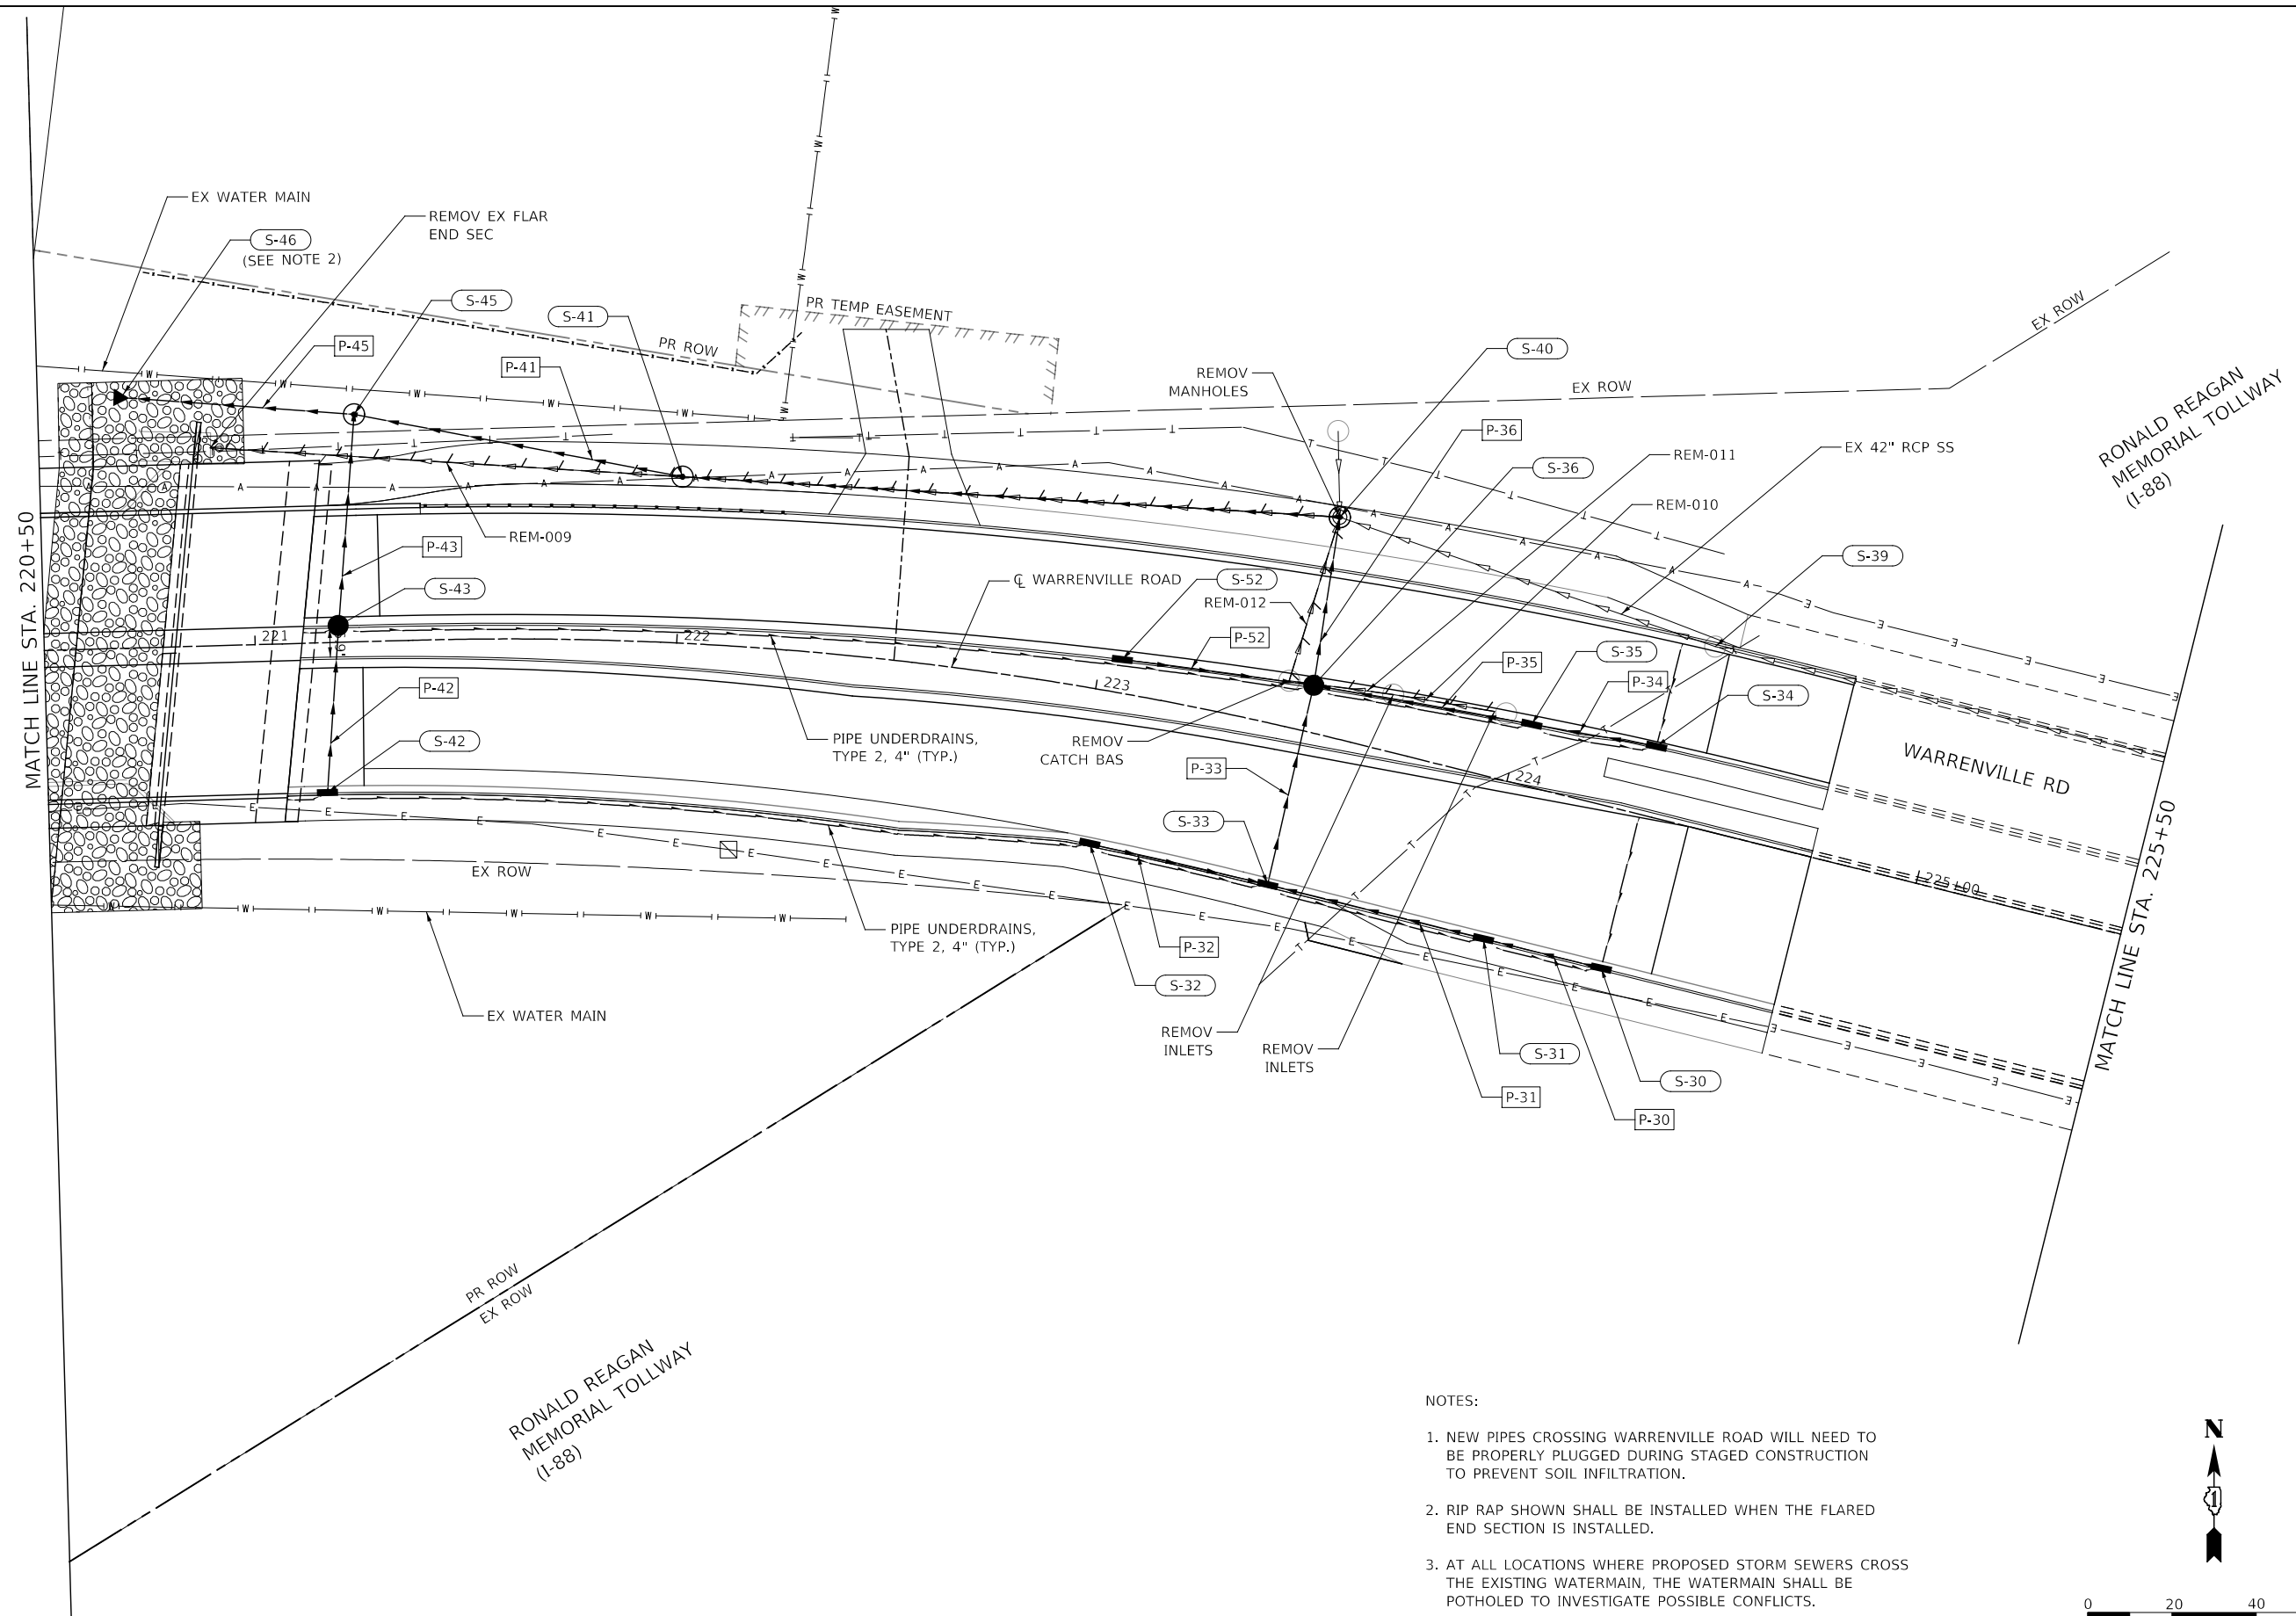 EX WATER MAIN
REMOV EX FLAR
END SEC
S-46
(SEE NOTE 2)
S-45
S-41
PR TEMP EASEMENT
PR ROW
P-45
P-41
S-40
REMOV
MANHOLES
EX ROW
EX ROW
RONALD REAGAN
MEMORIAL TOLLWAY
(I-88)
P-36
S-36
REM-011
EX 42" RCP SS
REM-010
REM-009
P-43
S-43
℄ WARRENVILLE ROAD
S-52
REM-012
P-52
S-39
MATCH LINE STA. 220+50
221
222
223
P-35
S-35
P-34
S-34
P-42
S-42
PIPE UNDERDRAINS,
TYPE 2, 4" (TYP.)
REMOV
CATCH BAS
P-33
224
WARRENVILLE RD
S-33
225+00
MATCH LINE STA. 225+50
EX ROW
PIPE UNDERDRAINS,
TYPE 2, 4" (TYP.)
P-32
S-32
EX WATER MAIN
REMOV
INLETS
REMOV
INLETS
S-31
P-31
S-30
P-30
PR ROW
EX ROW
RONALD REAGAN
MEMORIAL TOLLWAY
(I-88)
NOTES:
1. NEW PIPES CROSSING WARRENVILLE ROAD WILL NEED TO
BE PROPERLY PLUGGED DURING STAGED CONSTRUCTION
TO PREVENT SOIL INFILTRATION.
2. RIP RAP SHOWN SHALL BE INSTALLED WHEN THE FLARED
END SECTION IS INSTALLED.
3. AT ALL LOCATIONS WHERE PROPOSED STORM SEWERS CROSS
THE EXISTING WATERMAIN, THE WATERMAIN SHALL BE
POTHOLED TO INVESTIGATE POSSIBLE CONFLICTS.
N
1
0 20 40